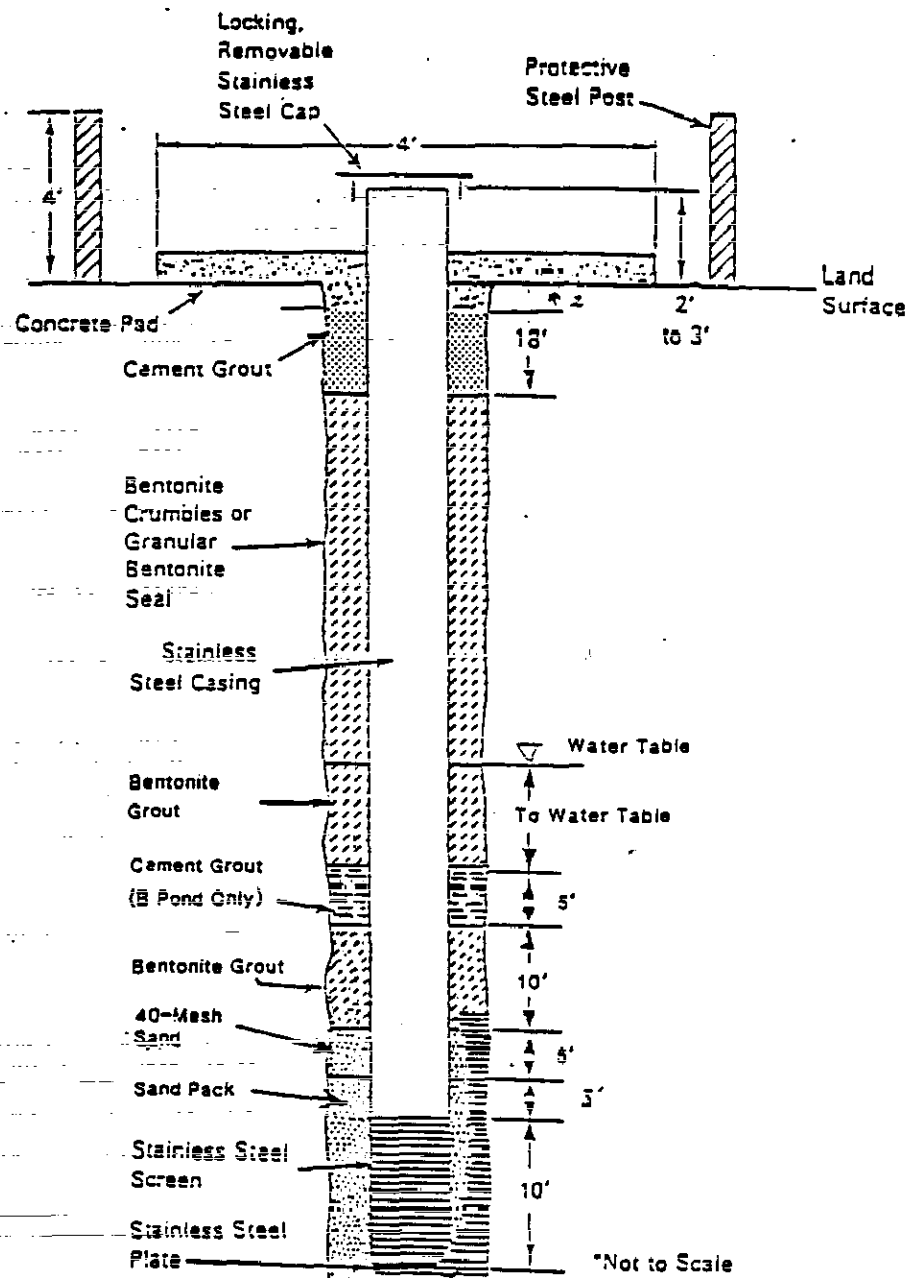 Locking,
Removable
Stainless
Steel Cap
Protective
Steel Post
4'
Land
Surface
2'
to 3'
Concrete Pad
18'
Cement Grout
Bentonite
Crumbles or
Granular
Bentonite
Seal
Stainless
Steel Casing
Water Table
Bentonite
Grout
To Water Table
Cement Grout
(B Pond Only)
5'
Bentonite Grout
10'
40-Mesh
Sand
5'
Sand Pack
3'
Stainless Steel
Screen
10'
Stainless Steel
Plate
*Not to Scale